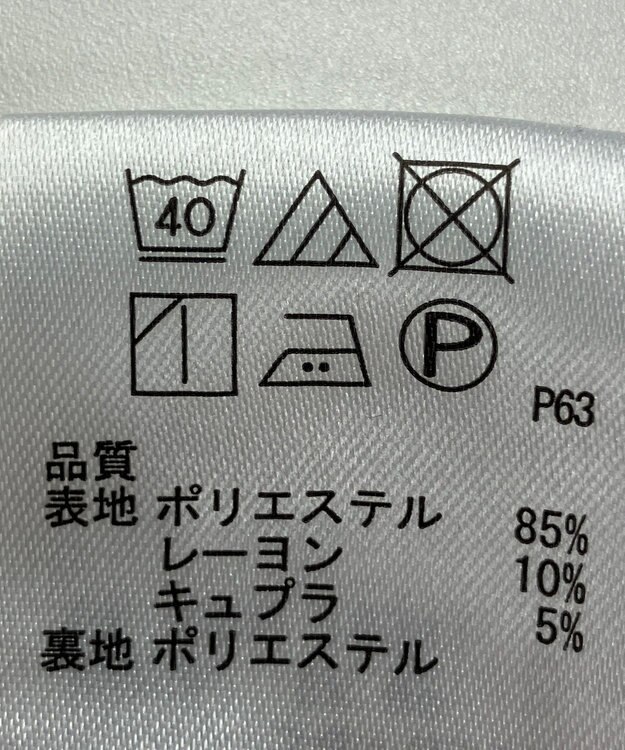 40
P
P63
品質
表地 ポリエステル 85%
レーヨン 10%
キュプラ 5%
裏地 ポリエステル